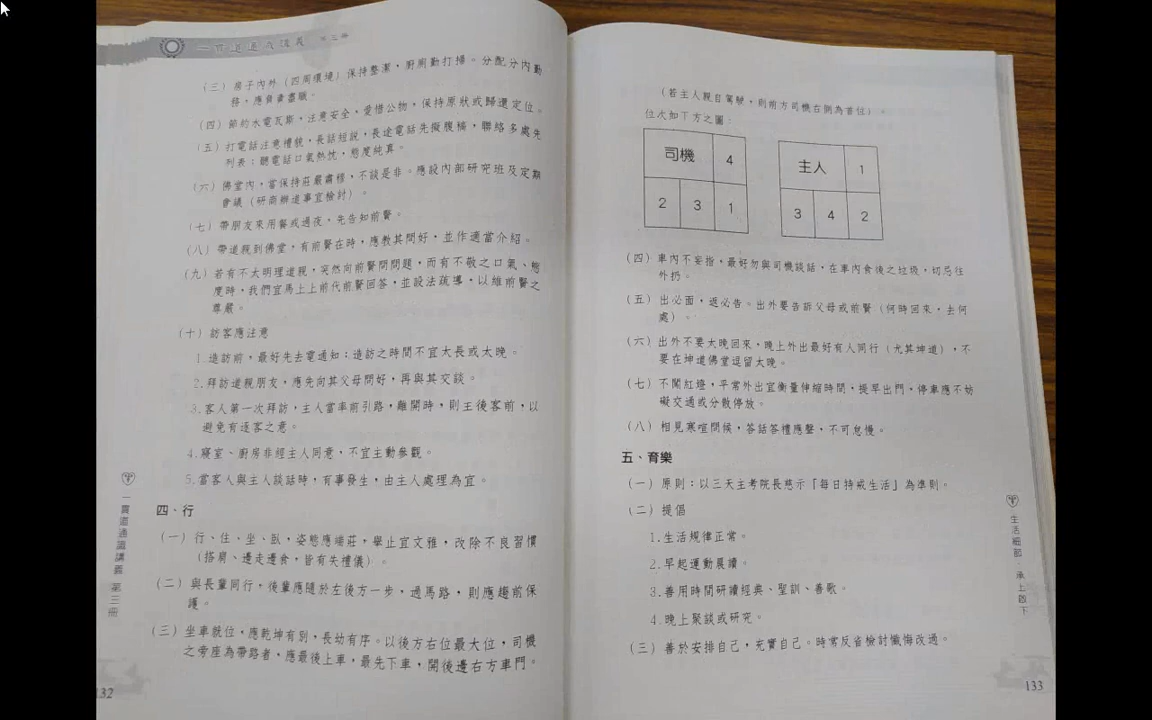 一貫道通識講義 第三冊
（三）房子內外（四周環境）保持整潔，廚廁勤打掃。分配分內勤
務，應負責盡職。
（四）節約水電瓦斯，注意安全，愛惜公物，保持原狀或歸還定位。
（五）打電話注意禮貌，長話短說，長途電話先擬腹稿，聯絡多處先
列表；聽電話口氣熱忱，態度純真。
（六）佛堂內，當保持莊嚴肅穆，不談是非。應設內部研究班及定期
會議（研商辦道事宜檢討）。
（七）帶朋友來用餐或過夜，先告知前賢。
（八）帶道親到佛堂，有前賢在時，應教其問好，並作適當介紹。
（九）若有不太明理道親，突然向前賢問問題，而有不敬之口氣、態
度時，我們宜馬上上前代前賢回答，並設法疏導，以維前賢之
尊嚴。
（十）訪客應注意
1.造訪前，最好先去電通知；造訪之時間不宜太長或太晚。
2.拜訪道親朋友，應先向其父母問好，再與其交談。
3.客人第一次拜訪，主人當車前引路，離開時，則主後客前，以
避免有逐客之意。
4.寢室、廚房非經主人同意，不宜主動參觀。
5.當客人與主人談話時，有事發生，由主人處理為宜。
四、行
（一）行、住、坐、臥，姿態應端莊，舉止宜文雅，改除不良習慣
（搭肩、邊走邊食，皆有失禮儀）。
（二）與長輩同行，後輩應隨於左後方一步，過馬路，則應趨前保
護。
（三）坐車就位，應乾坤有別，長幼有序。以後方右位最大位，司機
之旁座為帶路者，應最後上車，最先下車，開後邊右方車門。
一貫道通識講義 第三冊
132
（若主人親自駕駛，則前方司機右側為首位）。
位次如下方之圖：
司機 4
2 3 1
主人 1
3 4 2
（四）車內不妄指，最好勿與司機談話，在車內食後之垃圾，切忌往
外扔。
（五）出必面，返必告。出外要告訴父母或前賢（何時回來，去何
處）。
（六）出外不要太晚回來，晚上外出最好有人同行（尤其坤道），不
要在坤道佛堂逗留太晚。
（七）不闖紅燈，平常外出宜衡量伸縮時間，提早出門。停車應不妨
礙交通或分散停放。
（八）相見寒喧問候，答話答禮應聲，不可怠慢。
五、育樂
（一）原則：以三天主考院長慈示「每日特戒生活」為準則。
（二）提倡
1.生活規律正常。
2.早起運動晨讀。
3.善用時間研讀經典、聖訓、善歌。
4.晚上聚談或研究。
（三）善於安排自己，充實自己。時常反省檢討懺悔改過。
生活細節．承上啟下
133